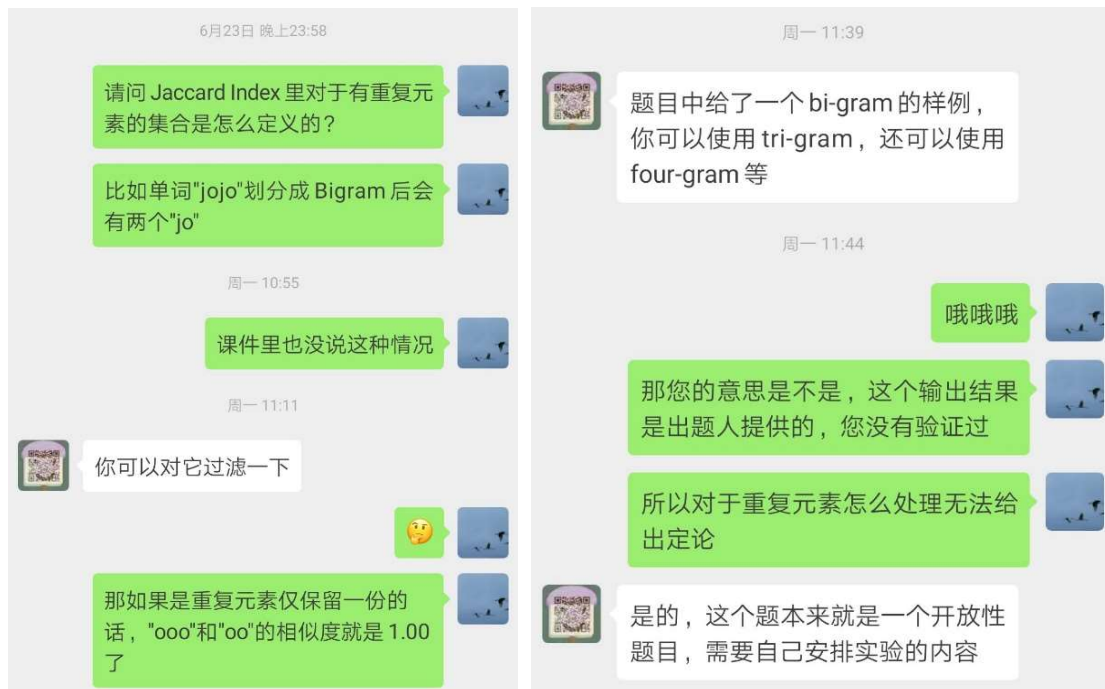 6月23日 晚上23:58
请问 Jaccard Index 里对于有重复元
素的集合是怎么定义的？
比如单词"jojo"划分成 Bigram 后会
有两个"jo"
周一 10:55
课件里也没说这种情况
周一 11:11
你可以对它过滤一下
那如果是重复元素仅保留一份的
话，"ooo"和"oo"的相似度就是 1.00
了
周一 11:39
题目中给了一个 bi-gram 的样例，
你可以使用 tri-gram，还可以使用
four-gram 等
周一 11:44
哦哦哦
那您的意思是不是，这个输出结果
是出题人提供的，您没有验证过
所以对于重复元素怎么处理无法给
出定论
是的，这个题本来就是一个开放性
题目，需要自己安排实验的内容